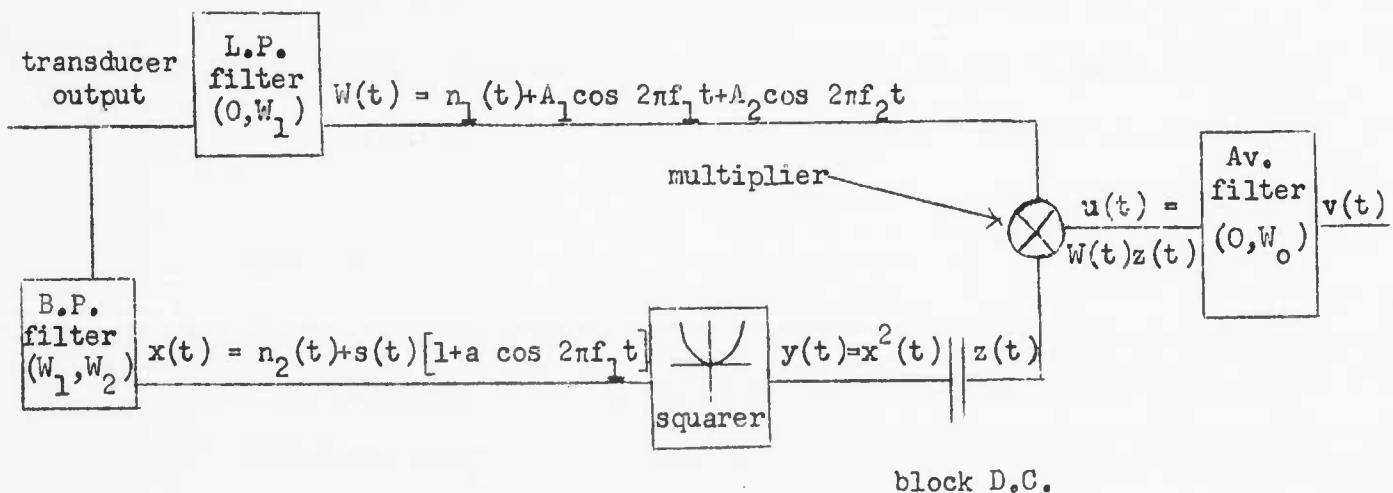 transducer
output
L.P.
filter
(0,W₁)
W(t) = n₁(t)+A₁cos 2πf₁t+A₂cos 2πf₂t
multiplier
u(t) =
W(t)z(t)
Av.
filter
(0,W₀)
v(t)
B.P.
filter
(W₁,W₂)
x(t) = n₂(t)+s(t)[1+a cos 2πf₁t]
squarer
y(t)=x²(t)
z(t)
block D.C.